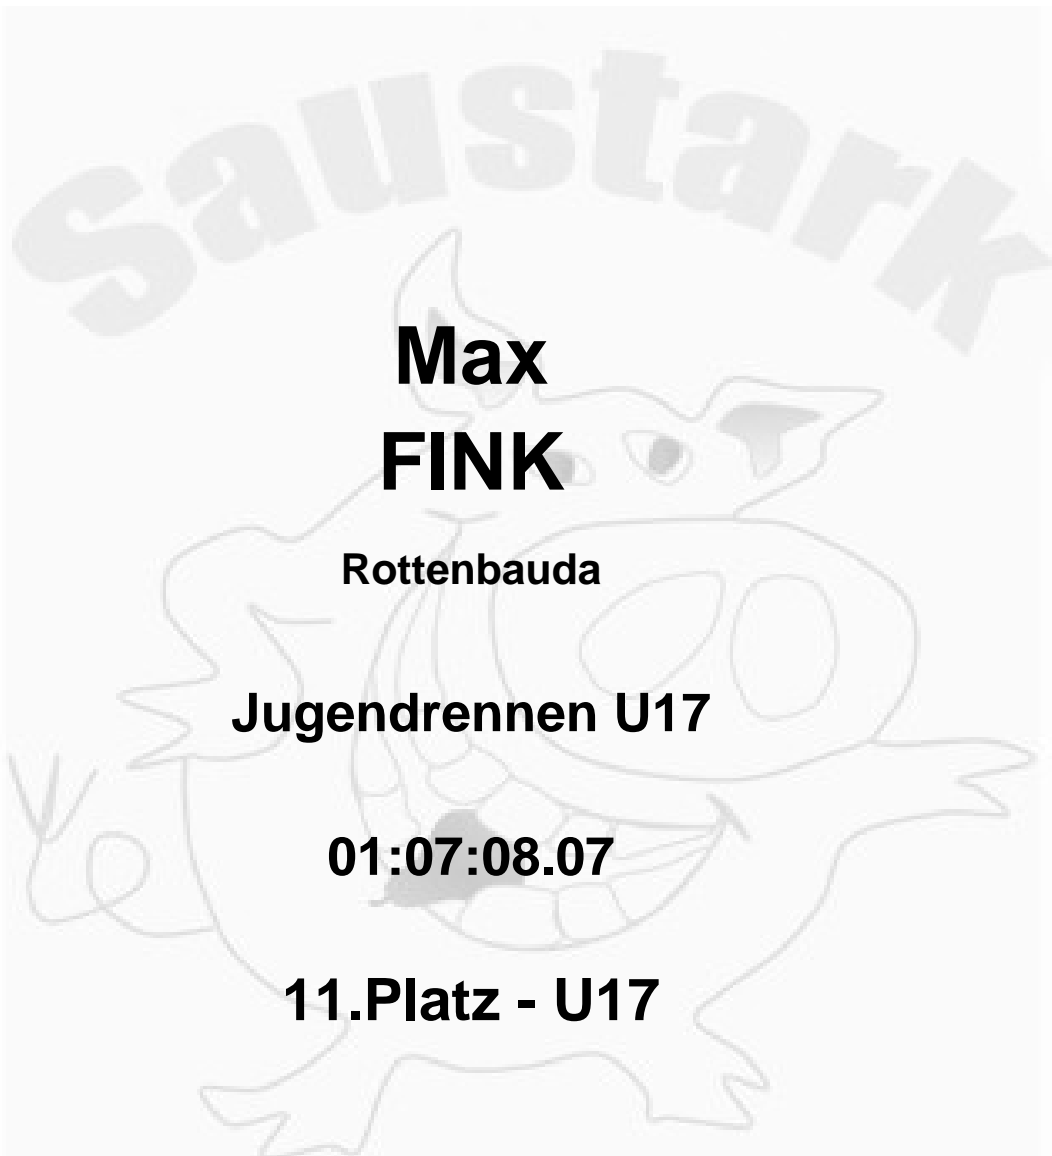 Saustark
Max
FINK
Rottenbauda
Jugendrennen U17
01:07:08.07
11.Platz - U17